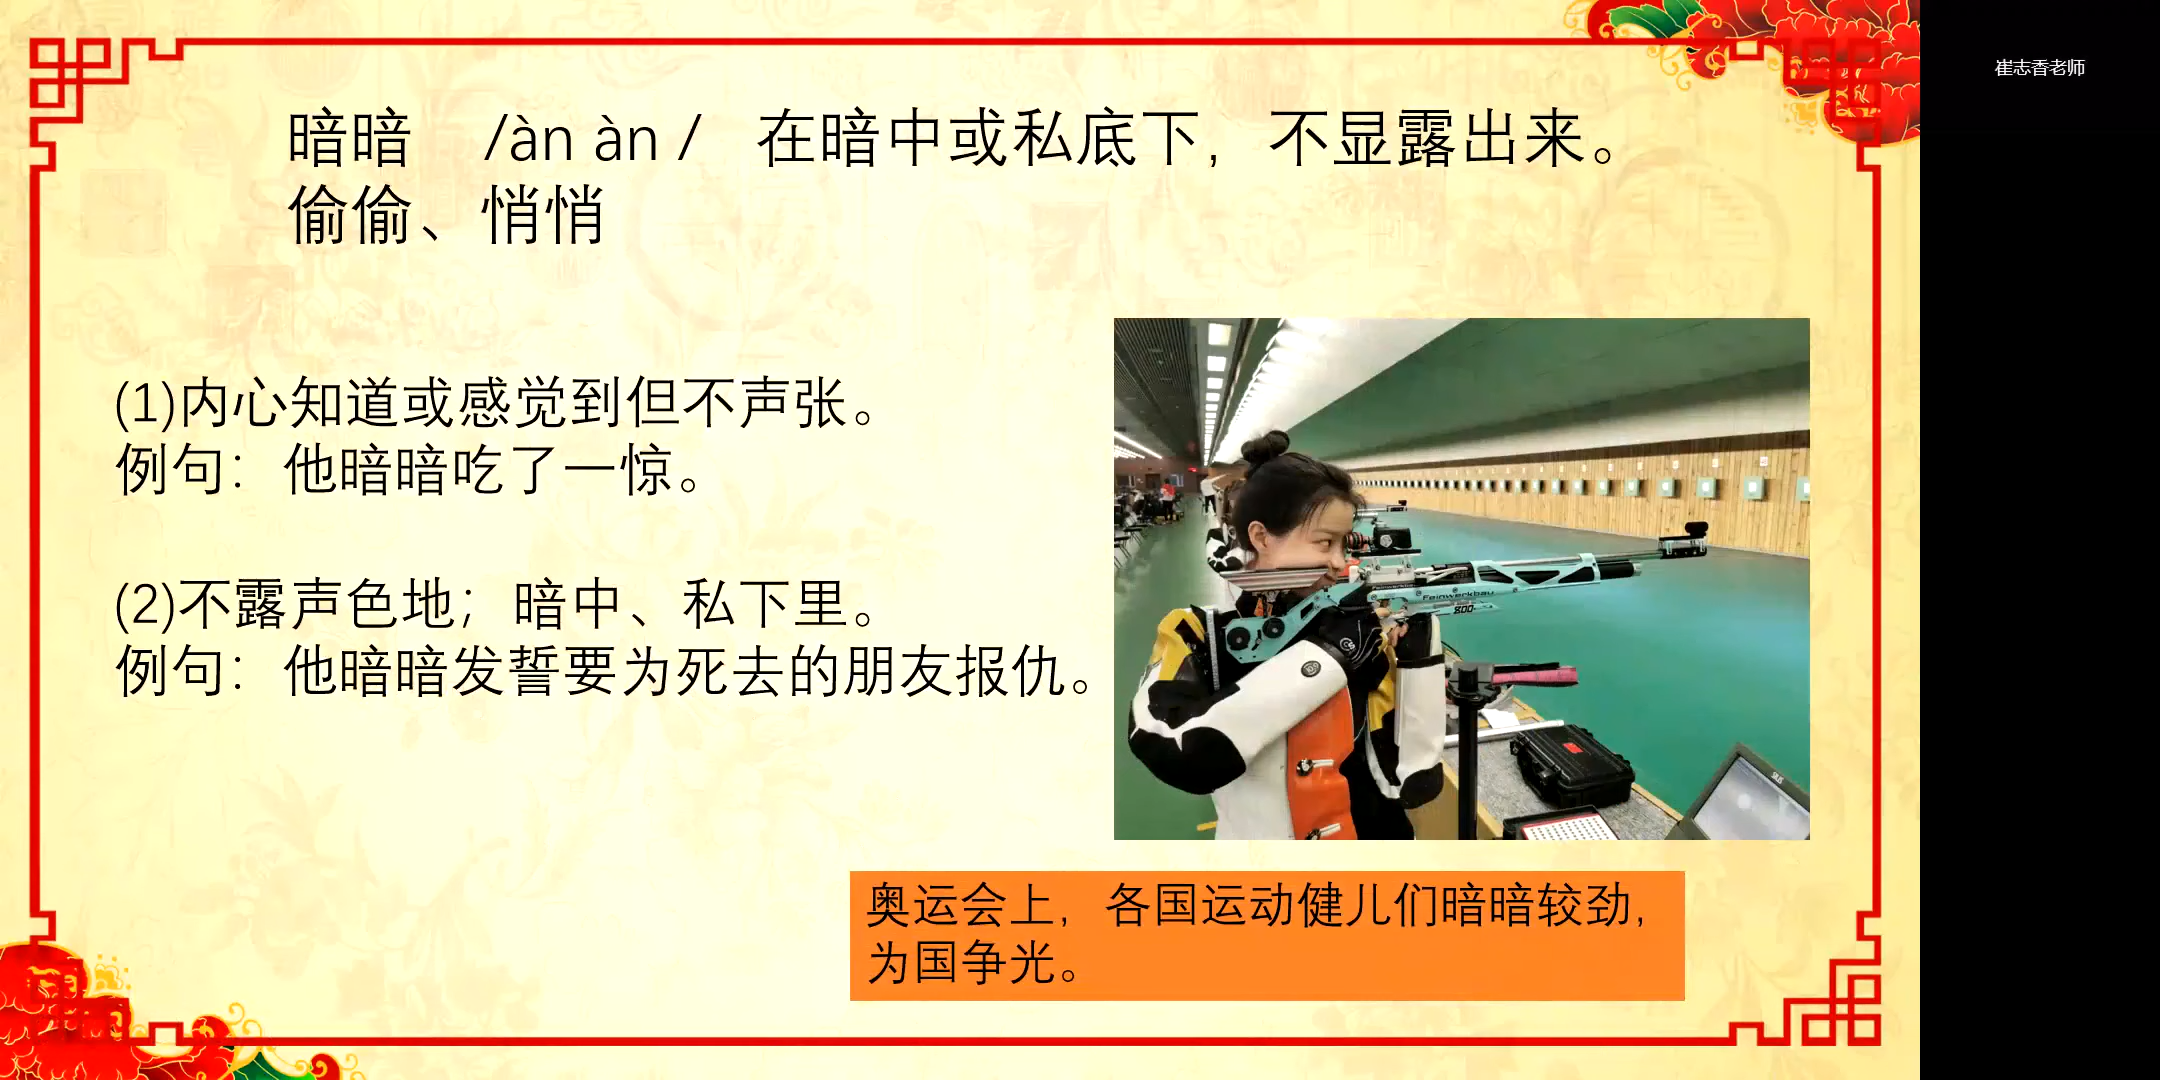 崔志香老师
暗暗 /àn àn / 在暗中或私底下，不显露出来。
偷偷、悄悄
(1)内心知道或感觉到但不声张。
例句：他暗暗吃了一惊。
(2)不露声色地；暗中、私下里。
例句：他暗暗发誓要为死去的朋友报仇。
Feinwerkbau
800
奥运会上，各国运动健儿们暗暗较劲，
为国争光。